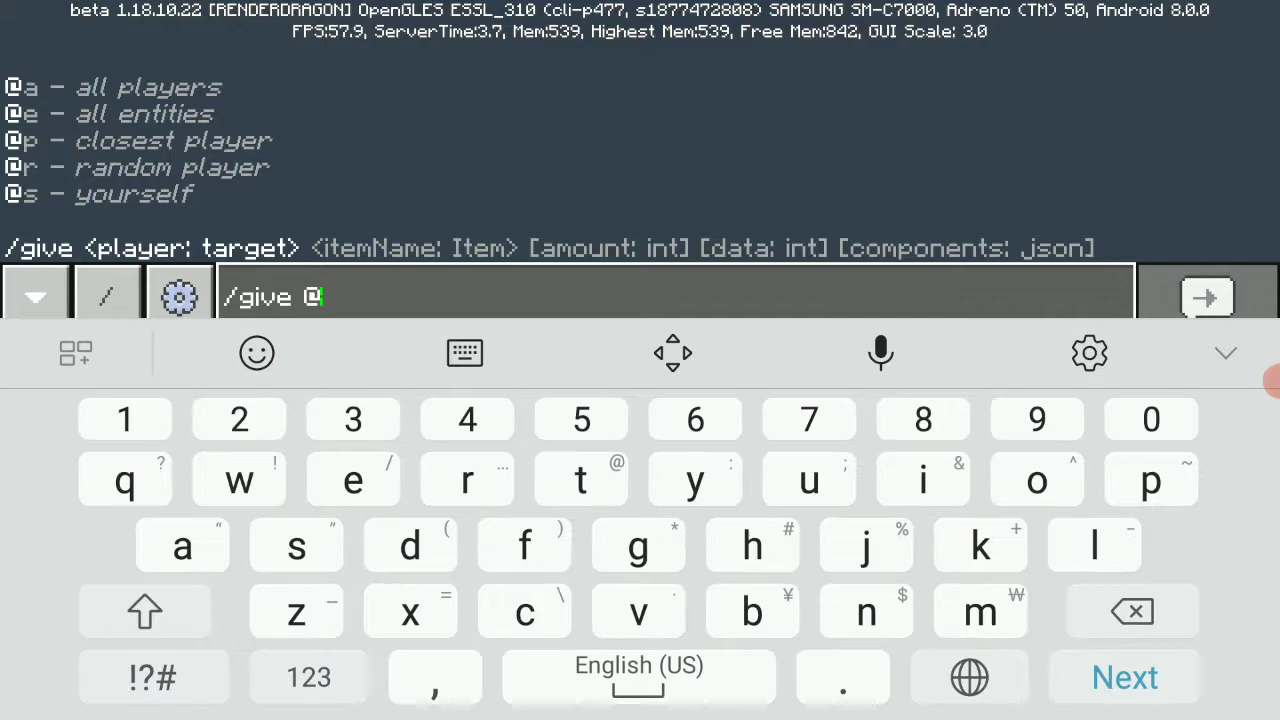 beta 1.18.10.22 [RENDERDRAGON] OpenGLES ESSL_310 (cli-p477, s1877472808) SAMSUNG SM-C7000, Adreno (TM) 50, Android 8.0.0
FPS:57.9, ServerTime:3.7, Mem:539, Highest Mem:539, Free Mem:842, GUI Scale: 3.0
@a - all players
@e - all entities
@p - closest player
@r - random player
@s - yourself
/give <player: target> <itemName: Item> [amount: int] [data: int] [components: .json]
/ /give @
1 2 3 4 5 6 7 8 9 0
q ? w ! e / r ... t @ y : u ; i & o ^ p ~
a " s " d ( f ) g * h # j % k + l -
z _ x = c \ v · b ¥ n $ m ₩
!?# 123 , English (US) . Next